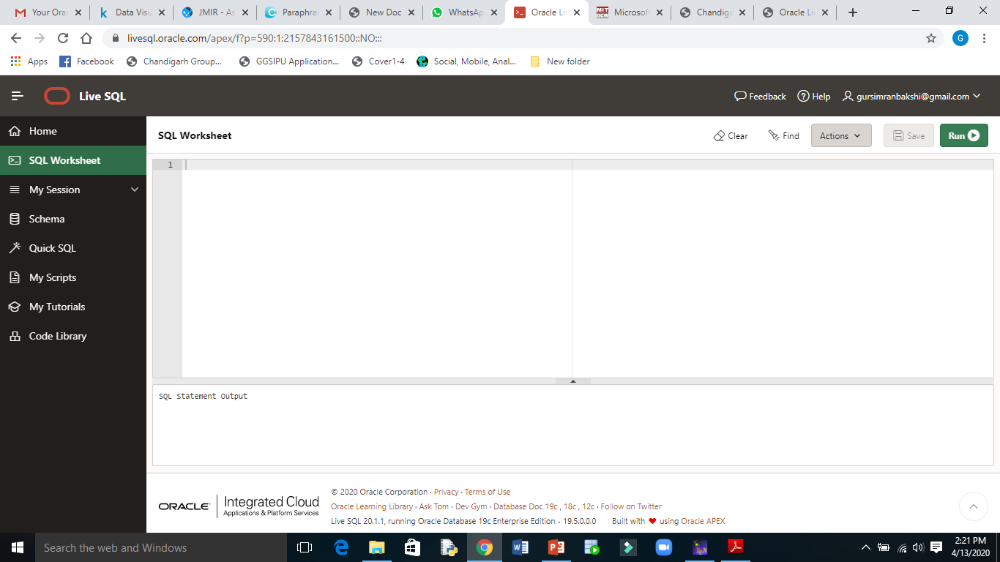 Your Orac
Data Visu
JMIR - As
Paraphras
New Doc
WhatsAp
Oracle Liv
MIT OCW
Microsoft
Chandiga
Oracle Li
livesql.oracle.com/apex/f?p=590:1:2157843161500::NO:::
G
Apps
Facebook
Chandigarh Group...
GGSIPU Application...
Cover1-4
Social, Mobile, Anal...
New folder
Live SQL
Feedback
Help
gursimranbakshi@gmail.com
Home
SQL Worksheet
My Session
Schema
Quick SQL
My Scripts
My Tutorials
Code Library
SQL Worksheet
Clear
Find
Actions
Save
Run
1
SQL Statement Output
ORACLE
Integrated Cloud
Applications & Platform Services
© 2020 Oracle Corporation · Privacy · Terms of Use
Oracle Learning Library · Ask Tom · Dev Gym · Database Doc 19c , 18c , 12c · Follow on Twitter
Live SQL 20.1.1, running Oracle Database 19c Enterprise Edition - 19.5.0.0.0 Built with ❤ using Oracle APEX
Search the web and Windows
2:21 PM
4/13/2020